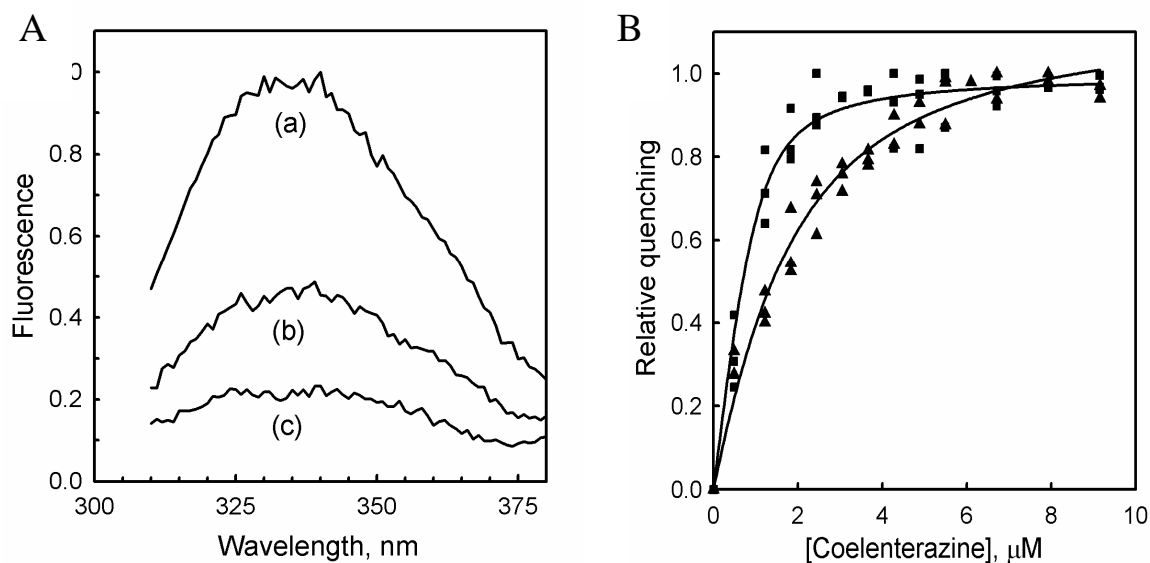 A
B
0
0.8
0.6
0.4
0.2
0.0
300
325
350
375
Fluorescence
Wavelength, nm
(a)
(b)
(c)
1.0
0.8
0.6
0.4
0.2
0.0
0
2
4
6
8
10
Relative quenching
[Coelenterazine], μM